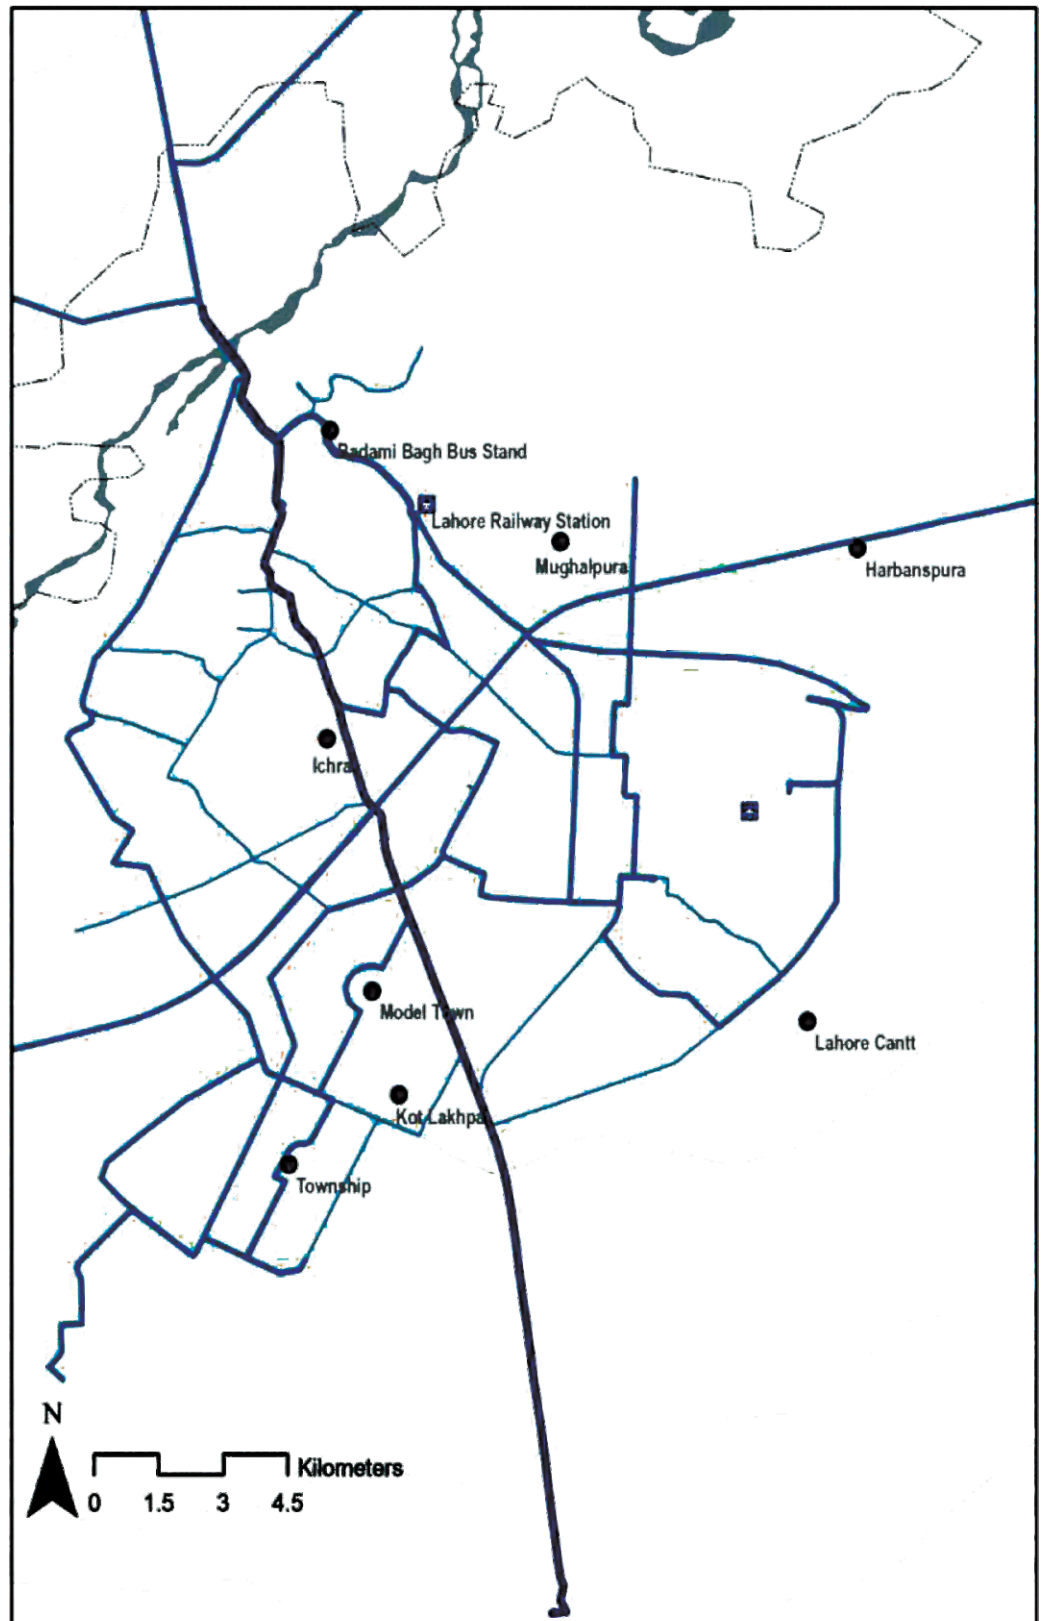 Badami Bagh Bus Stand
Lahore Railway Station
Mughalpura
Harbanspura
Ichra
Model Town
Lahore Cantt
Kot Lakhpat
Township
N
Kilometers
0 1.5 3 4.5